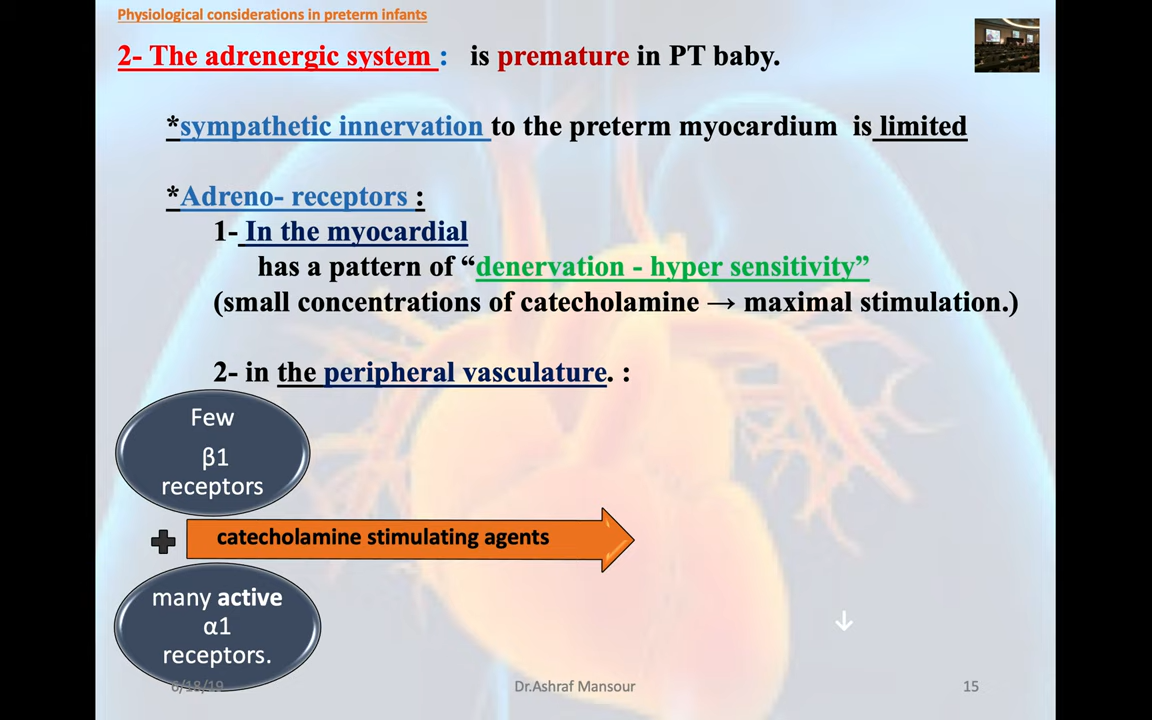 Physiological considerations in preterm infants
2- The adrenergic system : is premature in PT baby.
*sympathetic innervation to the preterm myocardium is limited
*Adreno- receptors :
1- In the myocardial
has a pattern of “denervation - hyper sensitivity”
(small concentrations of catecholamine → maximal stimulation.)
2- in the peripheral vasculature. :
Few
β1
receptors
catecholamine stimulating agents
many active
α1
receptors.
↓
6/18/19
Dr.Ashraf Mansour
15